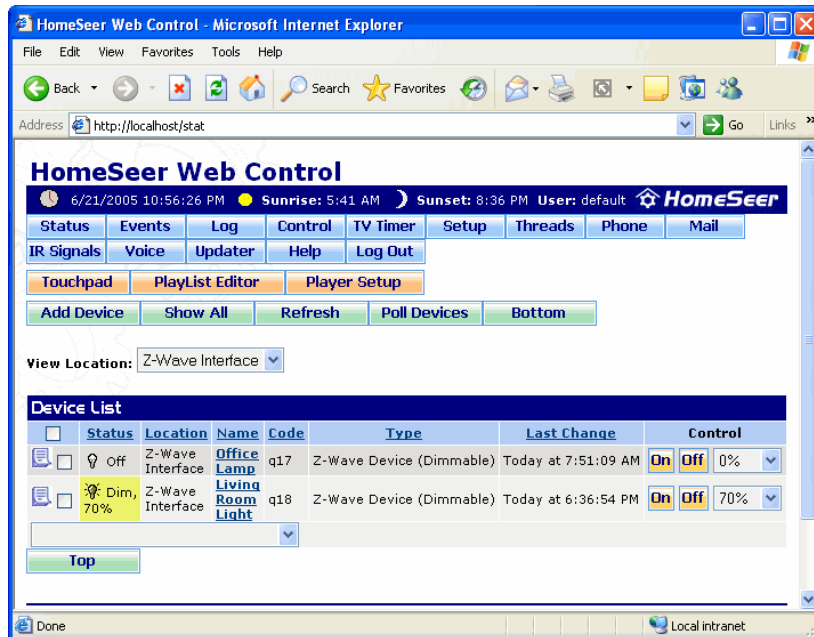 HomeSeer Web Control - Microsoft Internet Explorer
File Edit View Favorites Tools Help
Back Search Favorites
Address http://localhost/stat Go Links »
HomeSeer Web Control
6/21/2005 10:56:26 PM Sunrise: 5:41 AM Sunset: 8:36 PM User: default HomeSeer
Status Events Log Control TV Timer Setup Threads Phone Mail
IR Signals Voice Updater Help Log Out
Touchpad PlayList Editor Player Setup
Add Device Show All Refresh Poll Devices Bottom
View Location: Z-Wave Interface
Device List
Status Location Name Code Type Last Change Control
Off Z-Wave Interface Office Lamp q17 Z-Wave Device (Dimmable) Today at 7:51:09 AM On Off 0%
Dim, 70% Z-Wave Interface Living Room Light q18 Z-Wave Device (Dimmable) Today at 6:36:54 PM On Off 70%
Top
Done Local intranet